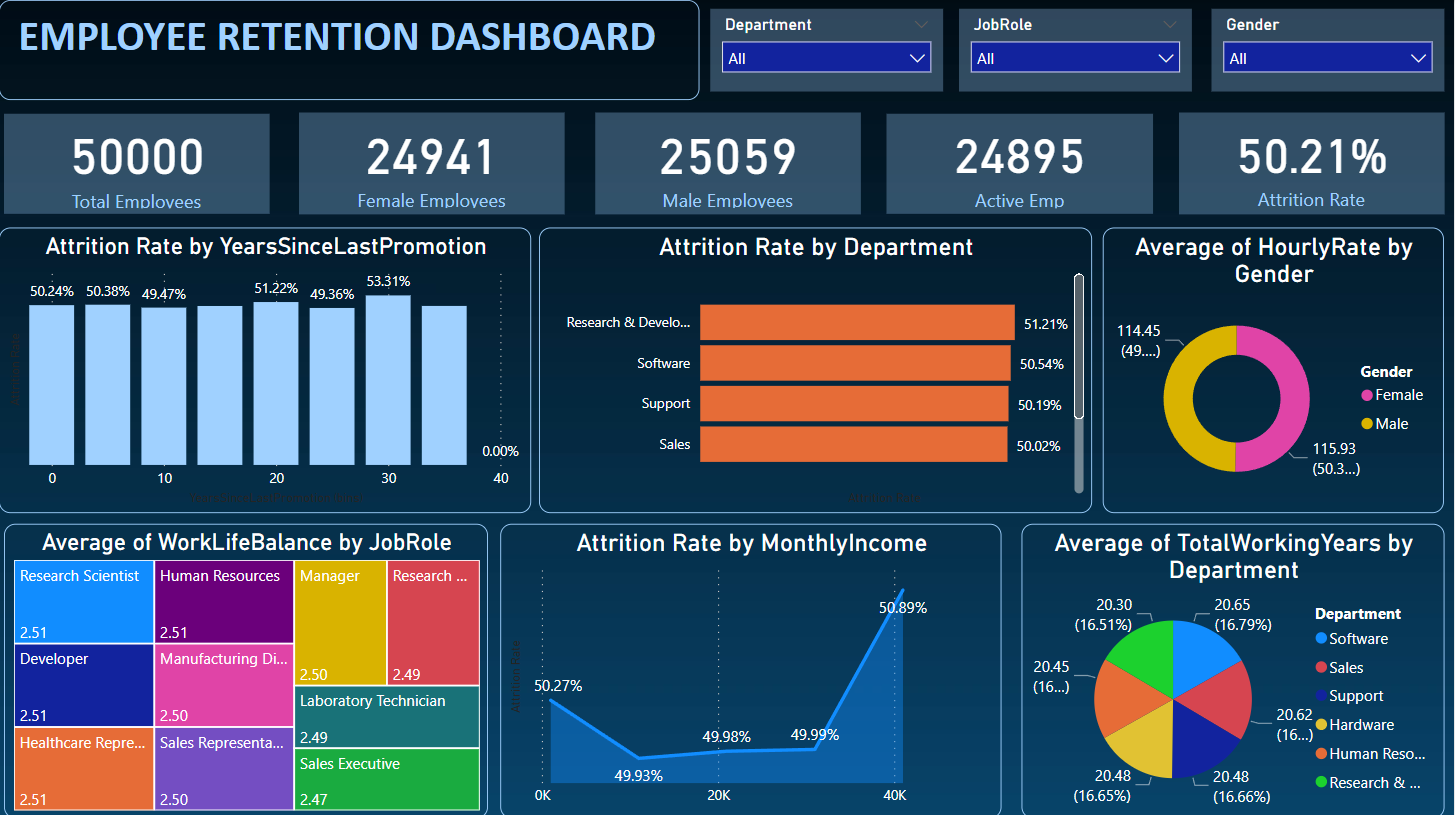 EMPLOYEE RETENTION DASHBOARD
Department
All
JobRole
All
Gender
All
50000
Total Employees
24941
Female Employees
25059
Male Employees
24895
Active Emp
50.21%
Attrition Rate
Attrition Rate by YearsSinceLastPromotion
50.24%
50.38%
49.47%
51.22%
49.36%
53.31%
0.00%
0
10
20
30
40
Attrition Rate by Department
Research & Develo...
51.21%
Software
50.54%
Support
50.19%
Sales
50.02%
Average of HourlyRate by
Gender
114.45
(49....)
115.93
(50.3...)
Gender
Female
Male
Average of WorkLifeBalance by JobRole
Research Scientist
2.51
Human Resources
2.51
Manager
2.50
Research ...
2.49
Developer
2.51
Manufacturing Di...
2.50
Laboratory Technician
2.49
Healthcare Repre...
2.51
Sales Representa...
2.50
Sales Executive
2.47
Attrition Rate by MonthlyIncome
Attrition Rate
50.27%
49.93%
49.98%
49.99%
50.89%
0K
20K
40K
Average of TotalWorkingYears by
Department
20.30
(16.51%)
20.65
(16.79%)
20.45
(16...)
20.62
(16...)
20.48
(16.65%)
20.48
(16.66%)
Department
Software
Sales
Support
Hardware
Human Reso...
Research & ...